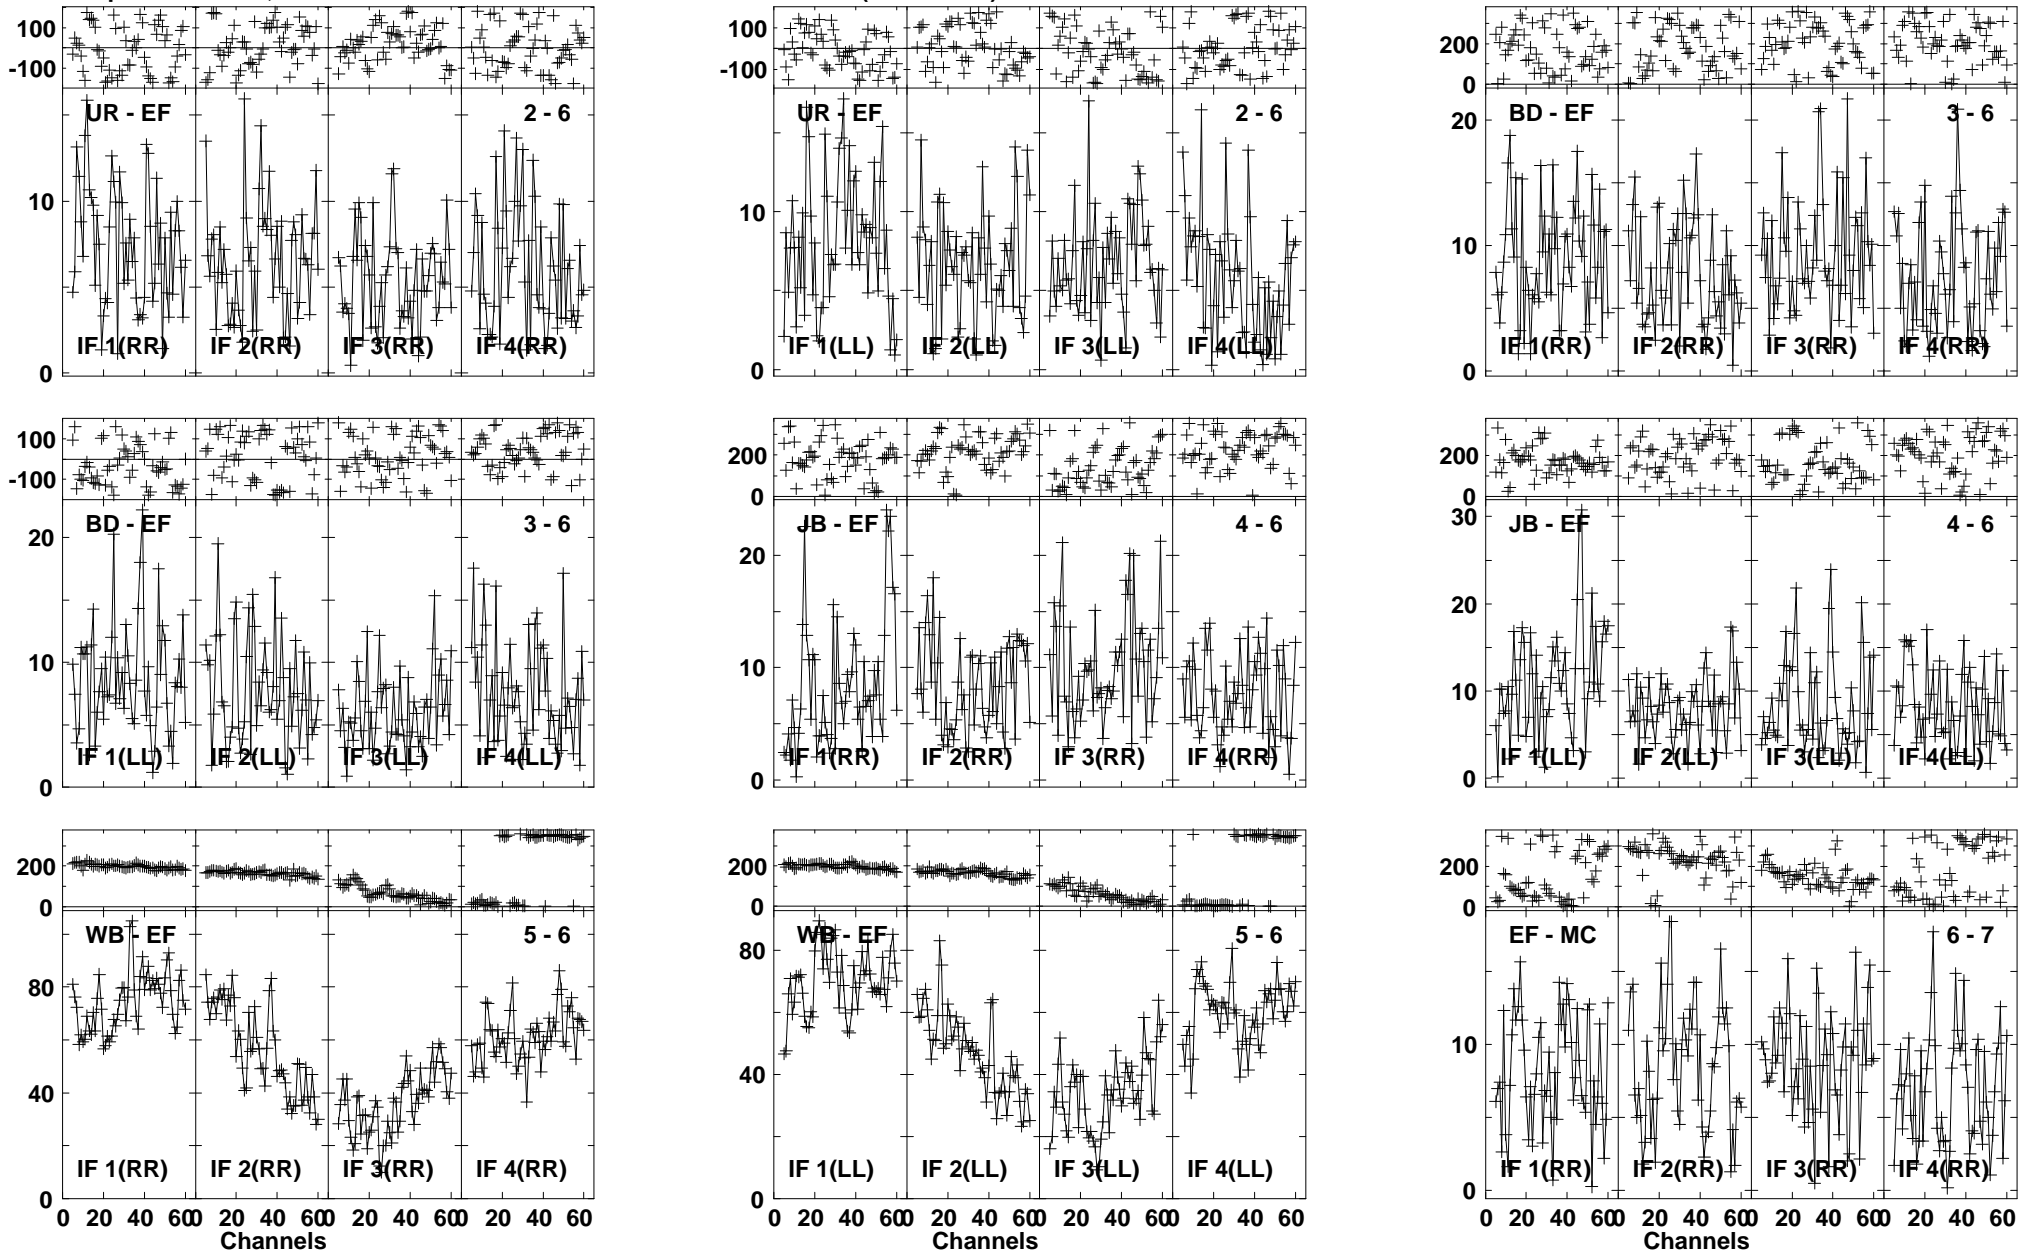 100 100 200
-100 -100 0
UR - EF 2 - 6 UR - EF 2 - 6 BD - EF 3 - 6
20
10 10 10
IF 1(RR) IF 2(RR) IF 3(RR) IF 4(RR) IF 1(LL) IF 2(LL) IF 3(LL) IF 4(LL) IF 1(RR) IF 2(RR) IF 3(RR) IF 4(RR)
0 0 0
100 200 200
-100 0 0
BD - EF 3 - 6 JB - EF 4 - 6 JB - EF 4 - 6
20 20 30
20
10 10 10
IF 1(LL) IF 2(LL) IF 3(LL) IF 4(LL) IF 1(RR) IF 2(RR) IF 3(RR) IF 4(RR) IF 1(LL) IF 2(LL) IF 3(LL) IF 4(LL)
0 0 0
200 200 200
0 0 0
WB - EF 5 - 6 WB - EF 5 - 6 EF - MC 6 - 7
80 80
40 40 10
IF 1(RR) IF 2(RR) IF 3(RR) IF 4(RR) IF 1(LL) IF 2(LL) IF 3(LL) IF 4(LL) IF 1(RR) IF 2(RR) IF 3(RR) IF 4(RR)
0 0 0
0 20 40 60 0 20 40 60 0 20 40 60 0 20 40 60 0 20 40 60 0 20 40 60 0 20 40 60 0 20 40 60 0 20 40 60 0 20 40 60 0 20 40 60 0 20 40 60
Channels Channels Channels